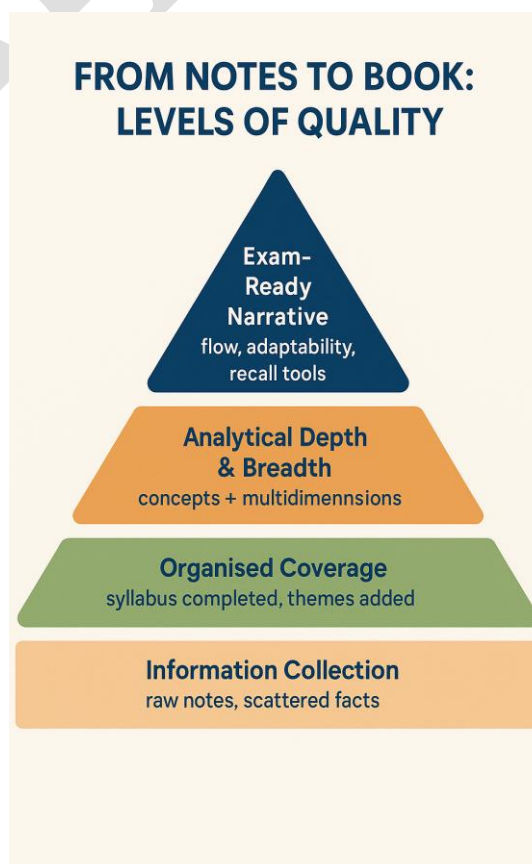 FROM NOTES TO BOOK:
LEVELS OF QUALITY
Exam-
Ready
Narrative
flow, adaptability,
recall tools
Analytical Depth
& Breadth
concepts + multidimennsions
Organised Coverage
syllabus completed, themes added
Information Collection
raw notes, scattered facts